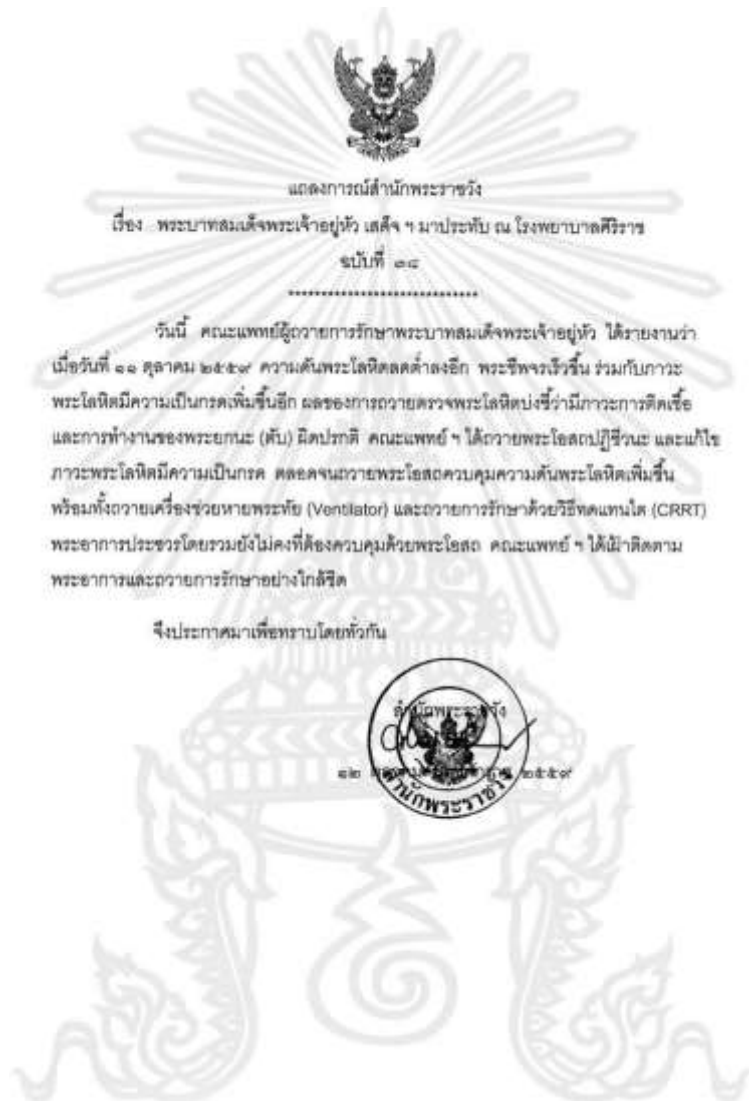 แถลงการณ์สำนักพระราชวัง
เรื่อง พระบาทสมเด็จพระเจ้าอยู่หัว เสด็จ ฯ มาประทับ ณ โรงพยาบาลศิริราช
ฉบับที่ ๓๘
****************************
วันนี้ คณะแพทย์ผู้ถวายการรักษาพระบาทสมเด็จพระเจ้าอยู่หัว ได้รายงานว่า
เมื่อวันที่ ๑๑ ตุลาคม ๒๕๕๙ ความดันพระโลหิตลดต่ำลงอีก พระชีพจรเร็วขึ้น ร่วมกับภาวะ
พระโลหิตมีความเป็นกรดเพิ่มขึ้นอีก ผลของการถวายตรวจพระโลหิตบ่งชี้ว่ามีภาวะการติดเชื้อ
และการทำงานของพระยกนะ (ตับ) ผิดปรกติ คณะแพทย์ ฯ ได้ถวายพระโอสถปฏิชีวนะ และแก้ไข
ภาวะพระโลหิตมีความเป็นกรด ตลอดจนถวายพระโอสถควบคุมความดันพระโลหิตเพิ่มขึ้น
พร้อมทั้งถวายเครื่องช่วยหายพระทัย (Ventilator) และถวายการรักษาด้วยวิธีทดแทนไต (CRRT)
พระอาการประชวรโดยรวมยังไม่คงที่ต้องควบคุมด้วยพระโอสถ คณะแพทย์ ฯ ได้เฝ้าติดตาม
พระอาการและถวายการรักษาอย่างใกล้ชิด
จึงประกาศมาเพื่อทราบโดยทั่วกัน
สำนักพระราชวัง
๑๒ ๒๕๕๙
สำนักพระราชวัง